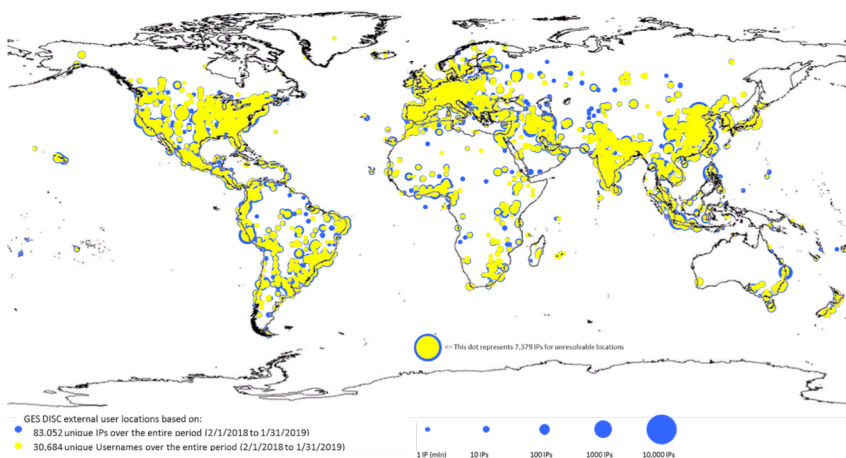 <= This dot represents 7,379 IPs for unresolvable locations
GES DISC external user locations based on:
83.052 unique IPs over the entire period (2/1/2018 to 1/31/2019)
30,684 unique Usernames over the entire period (2/1/2018 to 1/31/2019)
1 IP (min) 10 IPs 100 IPs 1000 IPs 10,000 IPs